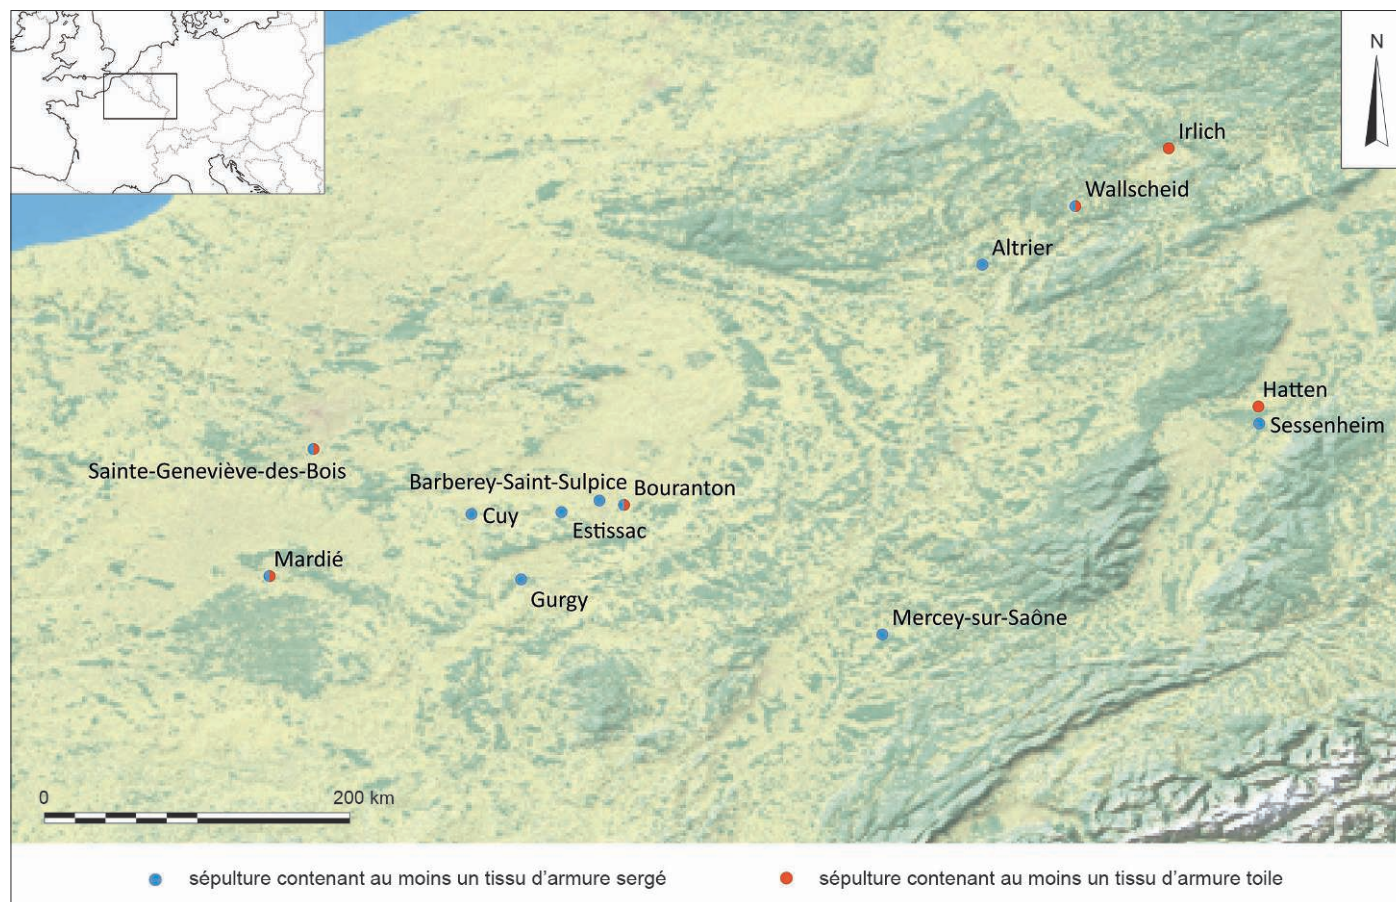 N
Irlich
Wallscheid
Altrier
Hatten
Sessenheim
Sainte-Geneviève-des-Bois
Barberey-Saint-Sulpice
Bouranton
Cuy
Estissac
Mardié
Gurgy
Mercey-sur-Saône
0 200 km
sépulture contenant au moins un tissu d’armure sergé
sépulture contenant au moins un tissu d’armure toile